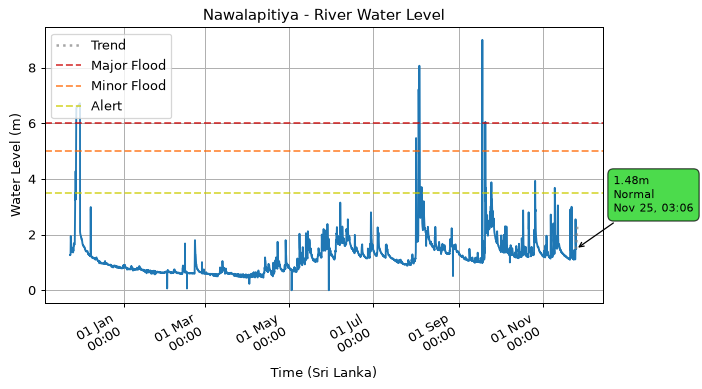 Nawalapitiya - River Water Level
Trend
Major Flood
Minor Flood
Alert
Water Level (m)
8
6
4
2
0
1.48m
Normal
Nov 25, 03:06
01 Jan
00:00
01 Mar
00:00
01 May
00:00
01 Jul
00:00
01 Sep
00:00
01 Nov
00:00
Time (Sri Lanka)